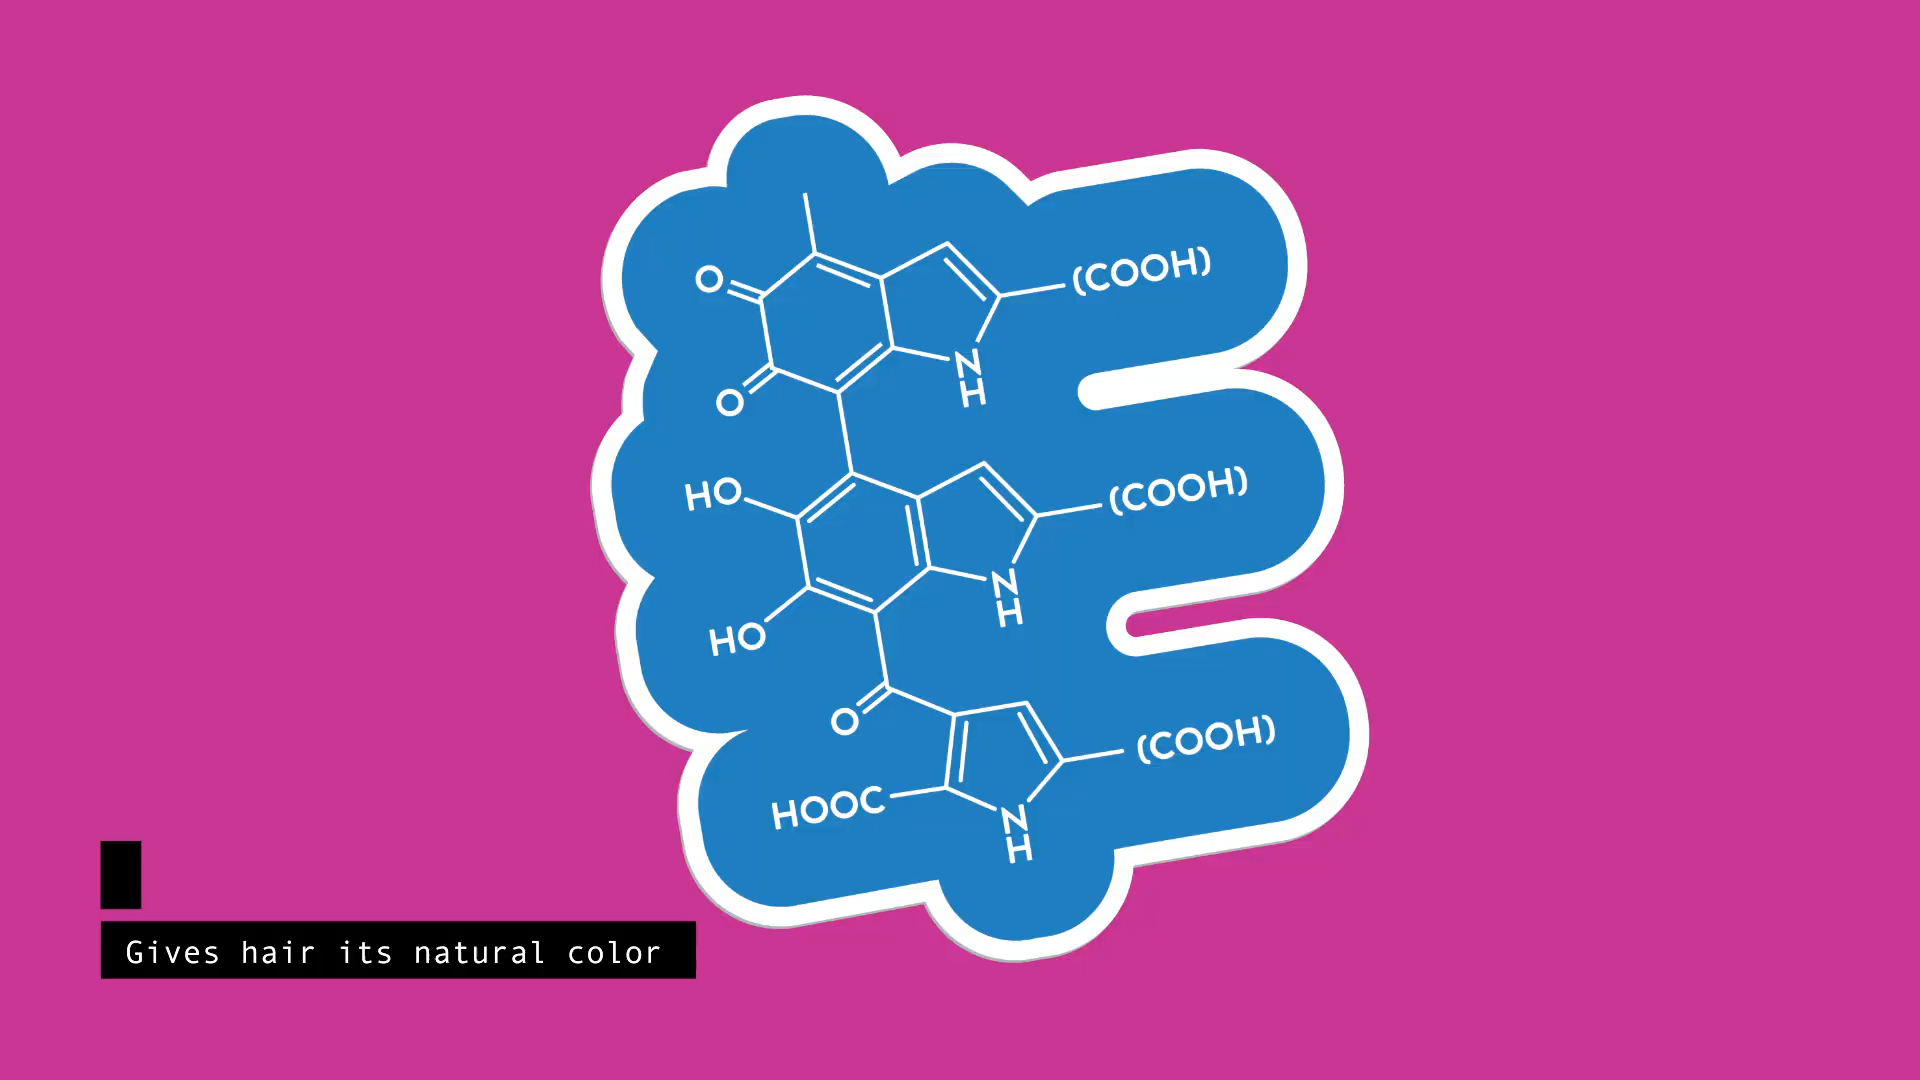 O
(COOH)
N
H
O
HO
(COOH)
N
H
HO
O
(COOH)
HOOC
N
H
Gives hair its natural color